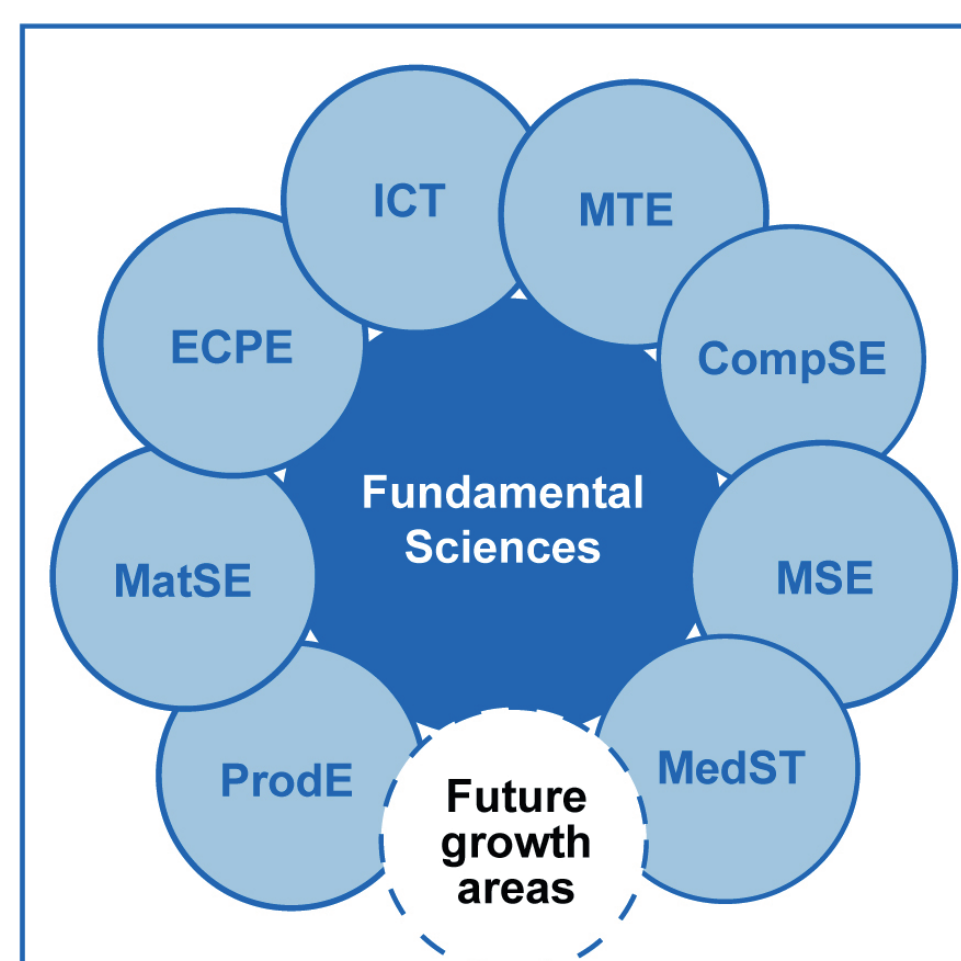 ICT
MTE
ECPE
CompSE
Fundamental
Sciences
MatSE
MSE
ProdE
MedST
Future
growth
areas